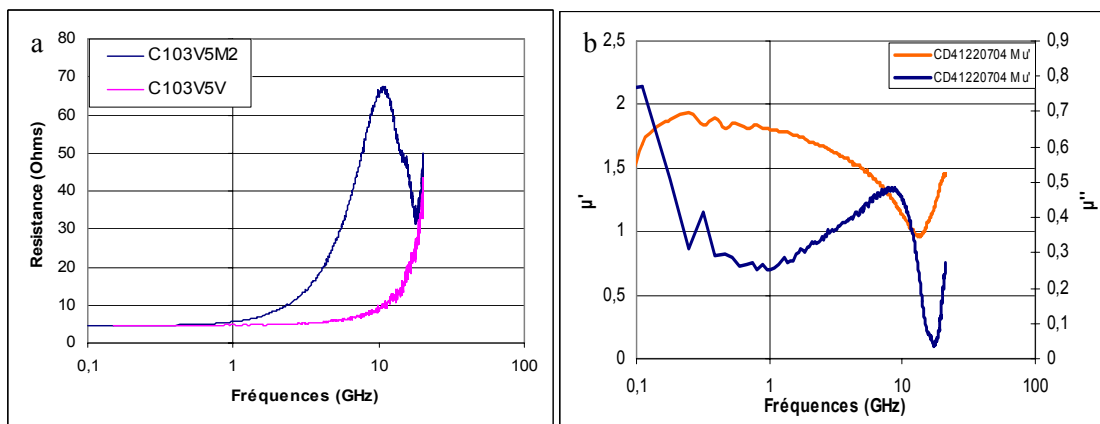 a
C103V5M2
C103V5V
80
70
60
50
40
30
20
10
0
Resistance (Ohms)
0,1 1 10 100
Fréquences (GHz)
b
CD41220704 Mu'
CD41220704 Mu'
2,5
2
1,5
1
0,5
0
µ'
0,9
0,8
0,7
0,6
0,5
0,4
0,3
0,2
0,1
0
µ''
0,1 1 10 100
Fréquences (GHz)